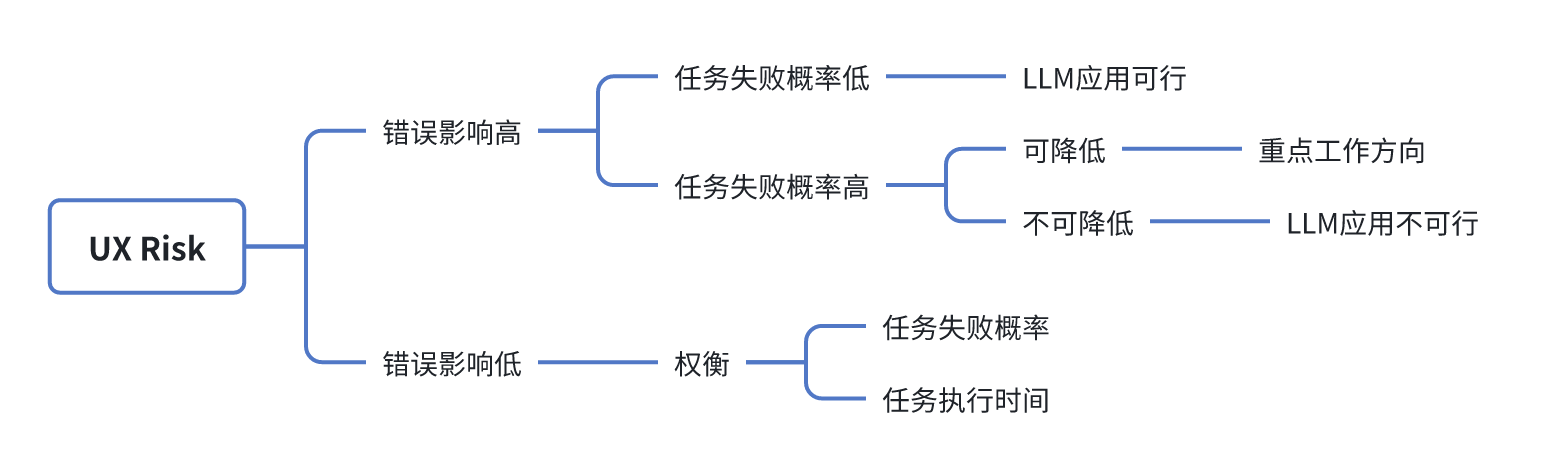 UX Risk
错误影响高
任务失败概率低
LLM应用可行
任务失败概率高
可降低
重点工作方向
不可降低
LLM应用不可行
错误影响低
权衡
任务失败概率
任务执行时间